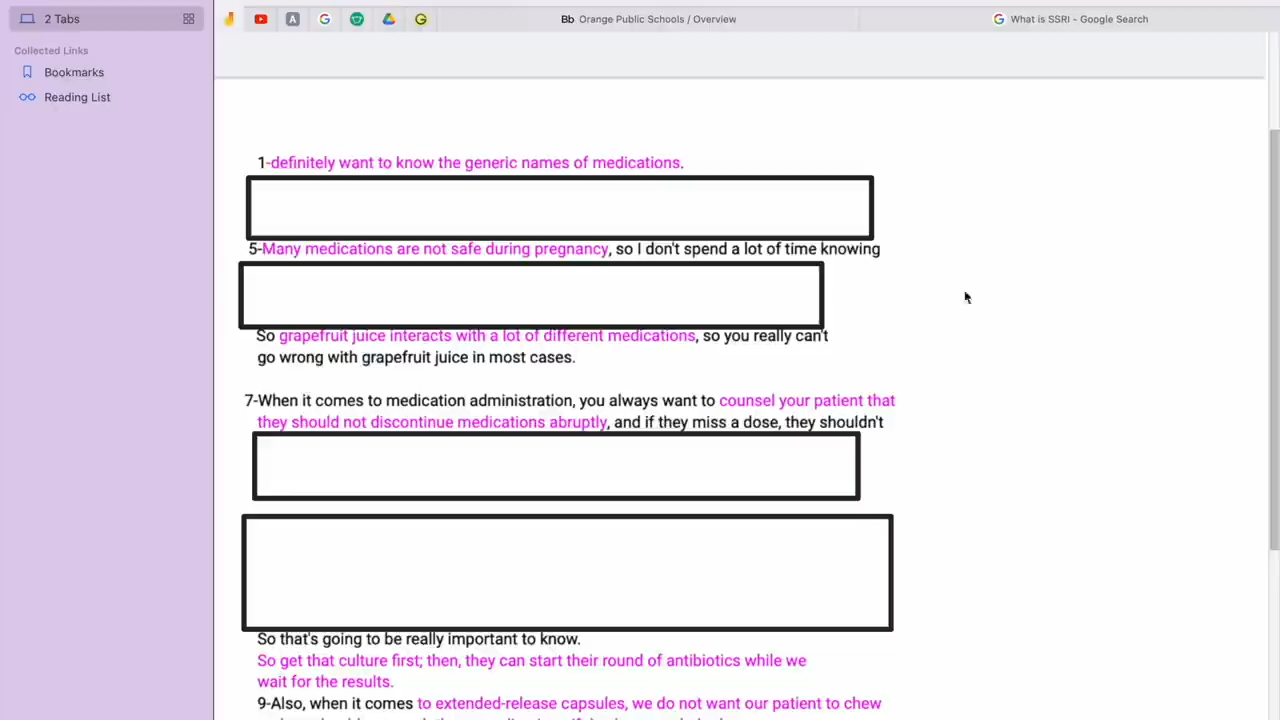 2 Tabs
Collected Links
Bookmarks
Reading List
A
Bb Orange Public Schools / Overview
What is SSRI - Google Search
1-definitely want to know the generic names of medications.
5-Many medications are not safe during pregnancy, so I don't spend a lot of time knowing
So grapefruit juice interacts with a lot of different medications, so you really can't
go wrong with grapefruit juice in most cases.
7-When it comes to medication administration, you always want to counsel your patient that
they should not discontinue medications abruptly, and if they miss a dose, they shouldn't
So that's going to be really important to know.
So get that culture first; then, they can start their round of antibiotics while we
wait for the results.
9-Also, when it comes to extended-release capsules, we do not want our patient to chew